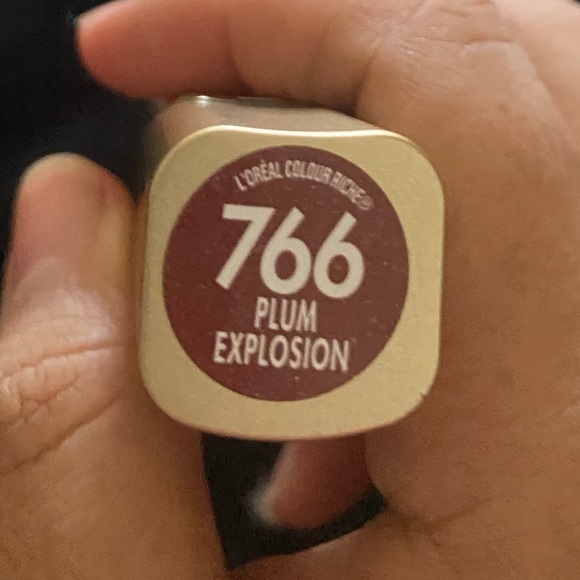 L'ORÉAL COLOUR RICHE®
766
PLUM
EXPLOSION